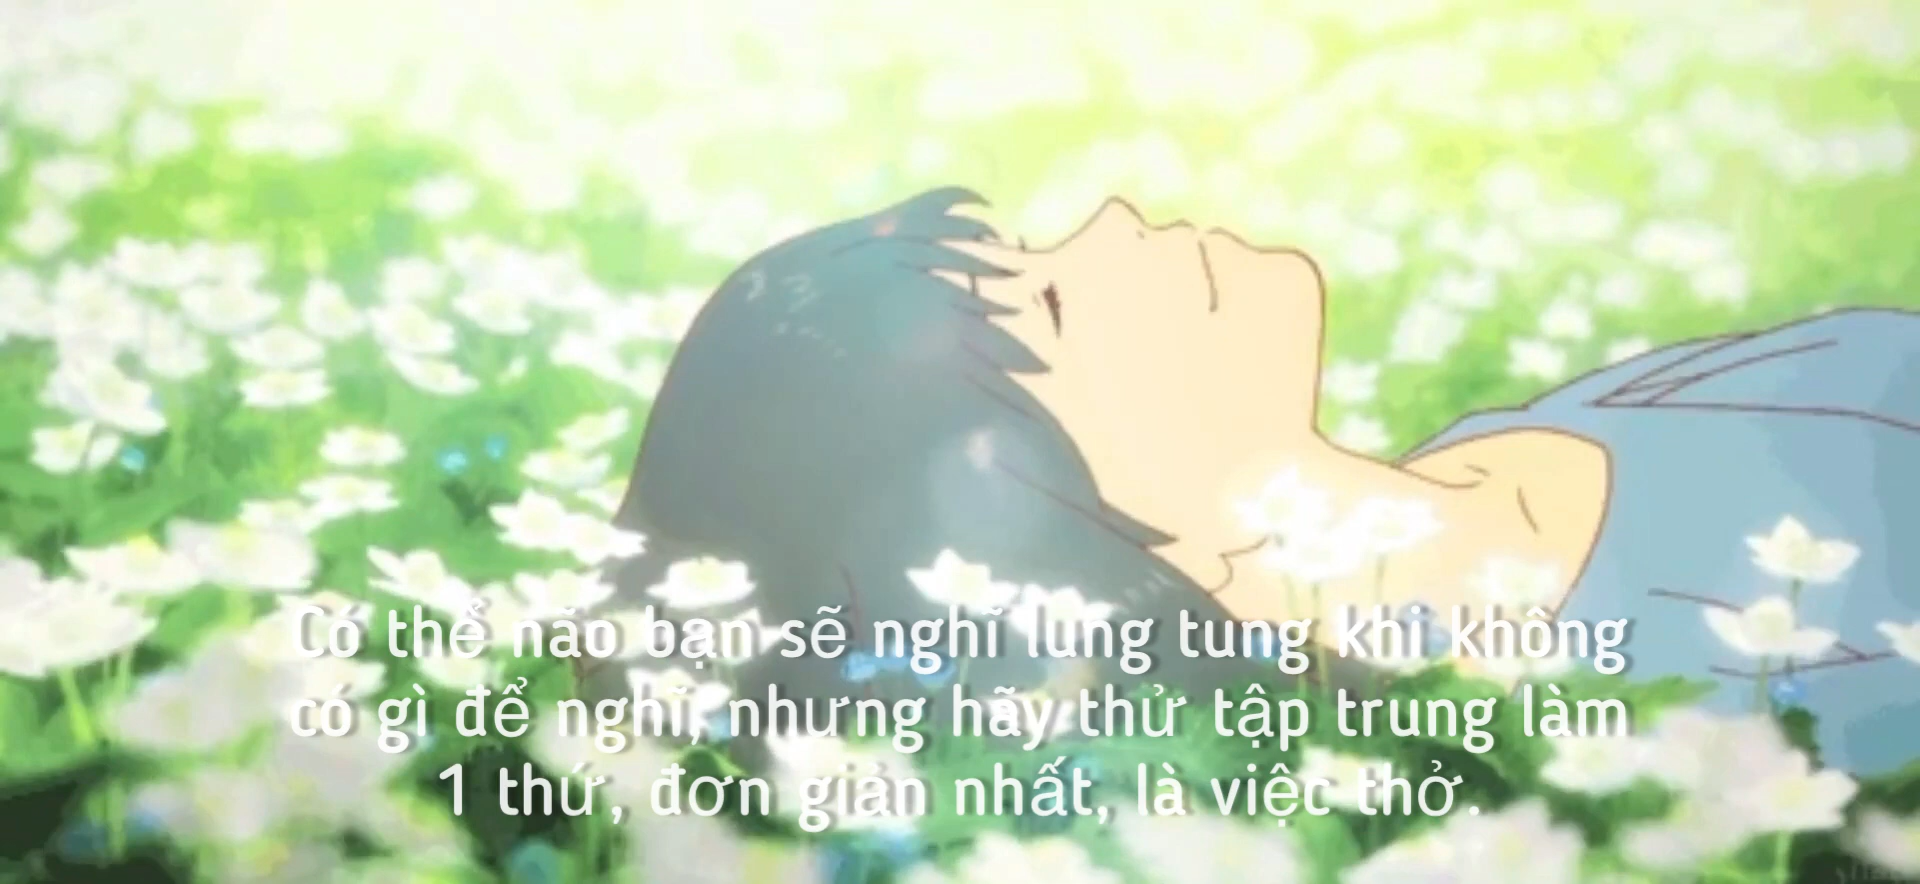 Có thể não bạn sẽ nghĩ lung tung khi không
có gì để nghĩ, nhưng hãy thử tập trung làm
1 thứ, đơn giản nhất, là việc thở.